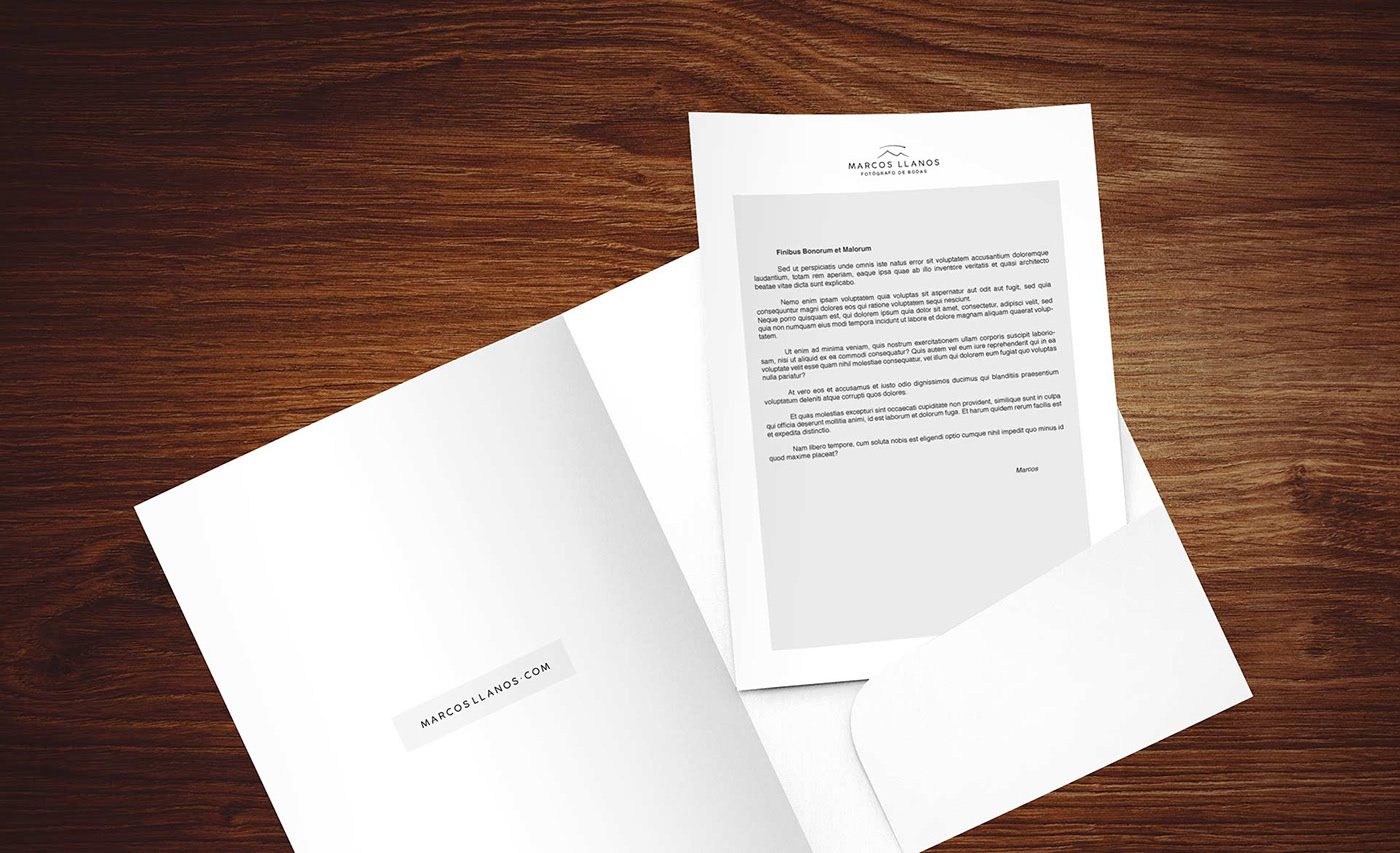 MARCOS LLANOS
FOTÓGRAFO DE BODAS
Finibus Bonorum et Malorum
Sed ut perspiciatis unde omnis iste natus error sit voluptatem accusantium doloremque
laudantium, totam rem aperiam, eaque ipsa quae ab illo inventore veritatis et quasi architecto
beatae vitae dicta sunt explicabo.
Nemo enim ipsam voluptatem quia voluptas sit aspernatur aut odit aut fugit, sed quia
consequuntur magni dolores eos qui ratione voluptatem sequi nesciunt.
Neque porro quisquam est, qui dolorem ipsum quia dolor sit amet, consectetur, adipisci velit, sed
quia non numquam eius modi tempora incidunt ut labore et dolore magnam aliquam quaerat volup-
tatem.
Ut enim ad minima veniam, quis nostrum exercitationem ullam corporis suscipit laborio-
sam, nisi ut aliquid ex ea commodi consequatur? Quis autem vel eum iure reprehenderit qui in ea
voluptate velit esse quam nihil molestiae consequatur, vel illum qui dolorem eum fugiat quo voluptas
nulla pariatur?
At vero eos et accusamus et iusto odio dignissimos ducimus qui blanditiis praesentium
voluptatum deleniti atque corrupti quos dolores.
Et quas molestias excepturi sint occaecati cupiditate non provident, similique sunt in culpa
qui officia deserunt mollitia animi, id est laborum et dolorum fuga. Et harum quidem rerum facilis est
et expedita distinctio.
Nam libero tempore, cum soluta nobis est eligendi optio cumque nihil impedit quo minus id
quod maxime placeat?
Marcos
MARCOSLLANOS·COM